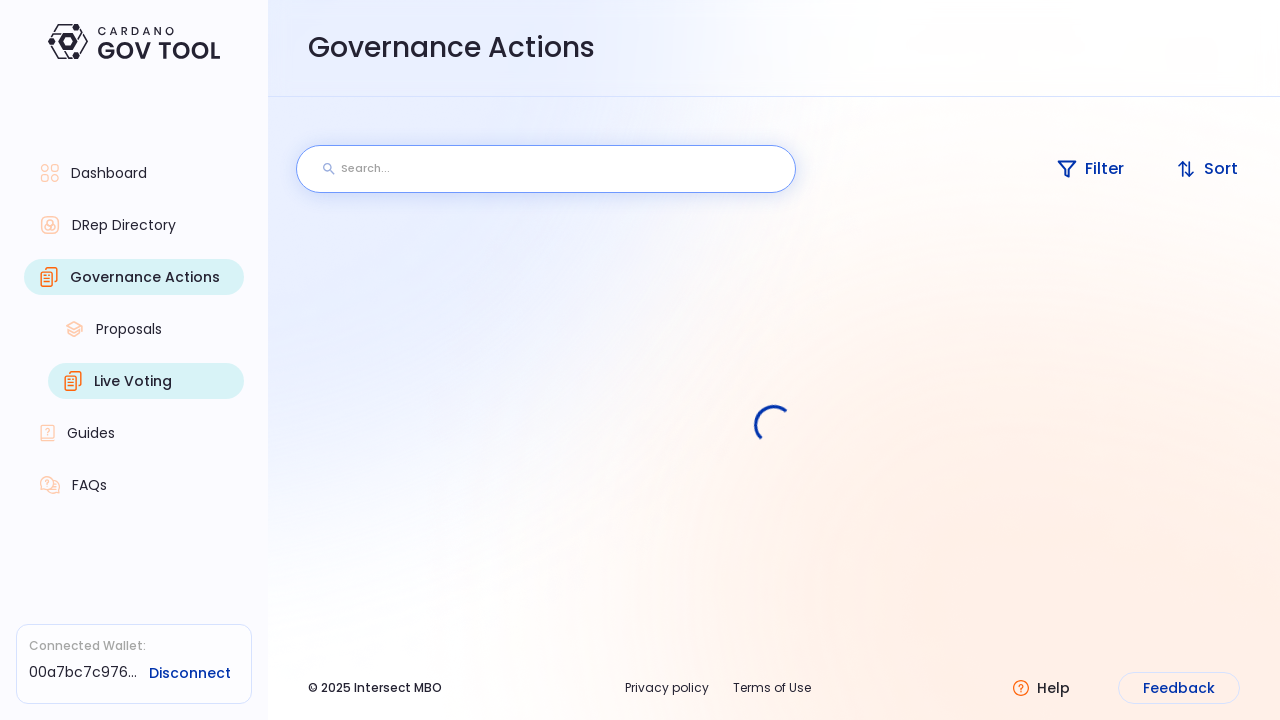 CARDANO
GOV TOOL
Governance Actions
Search...
Filter
Sort
Dashboard
DRep Directory
Governance Actions
Proposals
Live Voting
Guides
FAQs
Connected Wallet:
00a7bc7c976...
Disconnect
© 2025 Intersect MBO
Privacy policy
Terms of Use
Help
Feedback